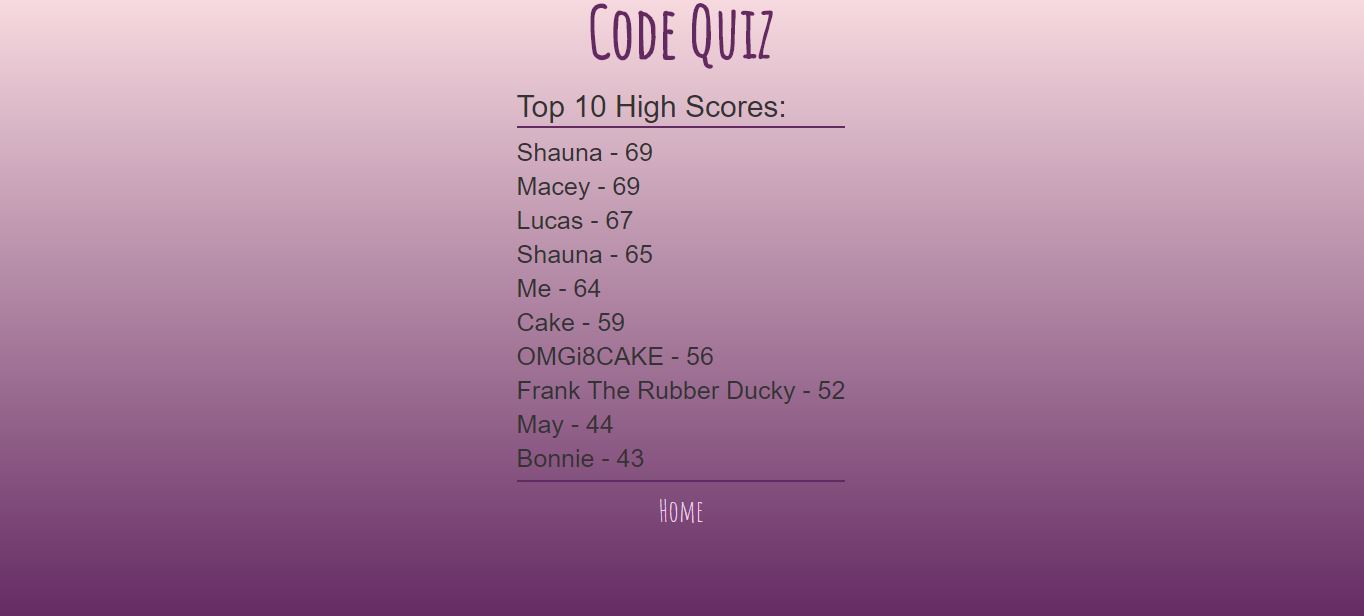 Code Quiz
Top 10 High Scores:
Shauna - 69
Macey - 69
Lucas - 67
Shauna - 65
Me - 64
Cake - 59
OMGi8CAKE - 56
Frank The Rubber Ducky - 52
May - 44
Bonnie - 43
Home